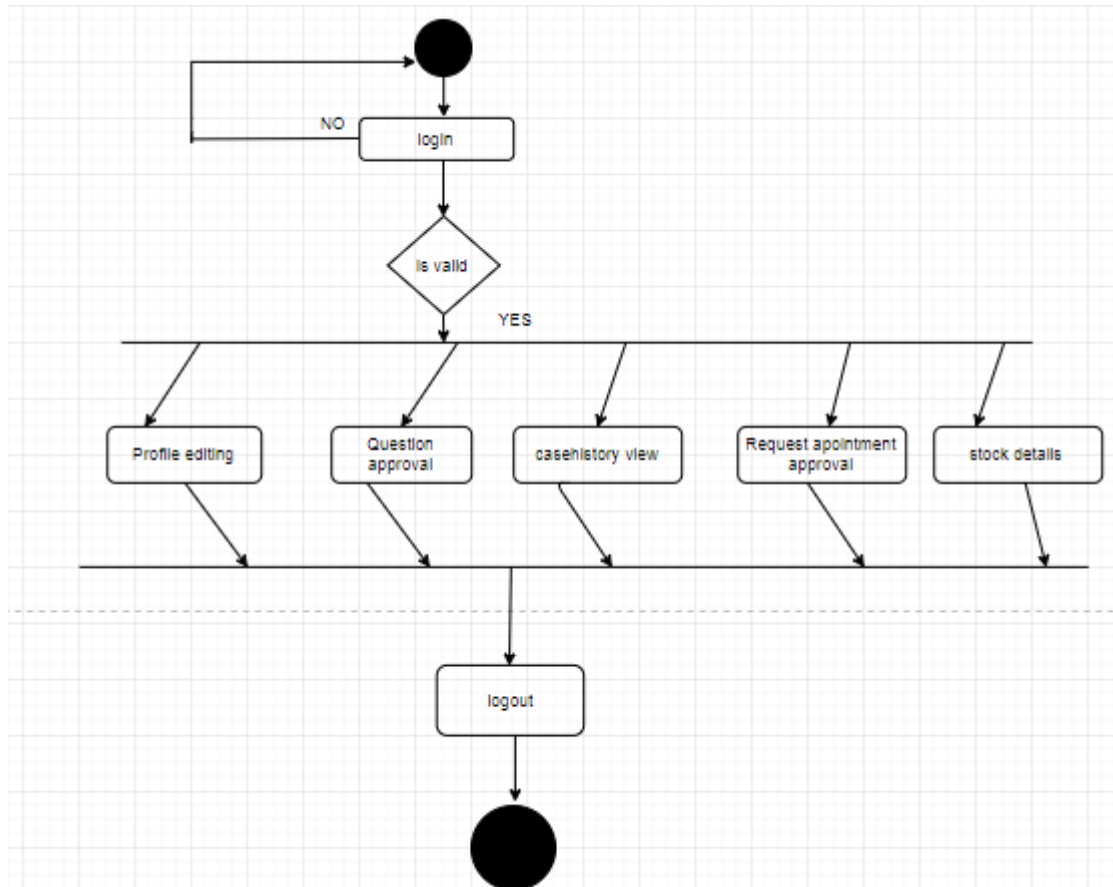 NO
login
is valid
YES
Profile editing
Question
approval
casehistory view
Request apointment
approval
stock details
logout